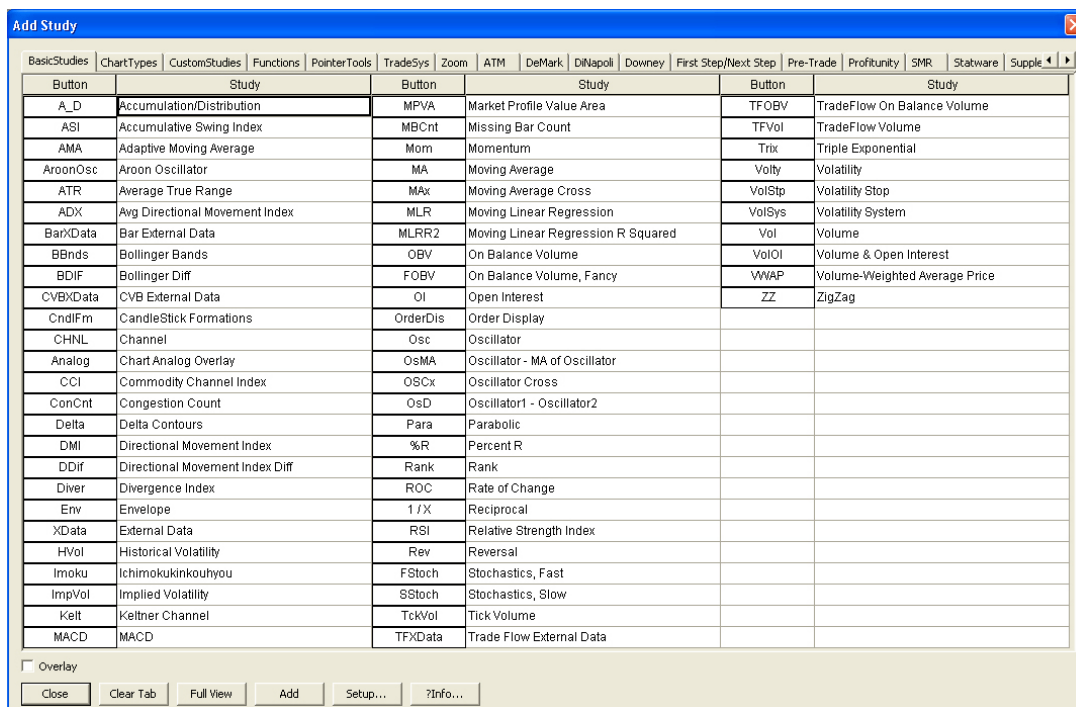 Add Study
BasicStudies ChartTypes CustomStudies Functions PointerTools TradeSys Zoom ATM DeMark DiNapoli Downey First Step/Next Step Pre-Trade Profitunity SMR Statware Supple
Button Study Button Study Button Study
A_D Accumulation/Distribution MPVA Market Profile Value Area TFOBV TradeFlow On Balance Volume
ASI Accumulative Swing Index MBCnt Missing Bar Count TFVol TradeFlow Volume
AMA Adaptive Moving Average Mom Momentum Trix Triple Exponential
AroonOsc Aroon Oscillator MA Moving Average Volty Volatility
ATR Average True Range MAx Moving Average Cross VolStp Volatility Stop
ADX Avg Directional Movement Index MLR Moving Linear Regression VolSys Volatility System
BarXData Bar External Data MLRR2 Moving Linear Regression R Squared Vol Volume
BBnds Bollinger Bands OBV On Balance Volume VolOI Volume & Open Interest
BDIF Bollinger Diff FOBV On Balance Volume, Fancy VWAP Volume-Weighted Average Price
CVBXData CVB External Data OI Open Interest ZZ ZigZag
CndlFm CandleStick Formations OrderDis Order Display
CHNL Channel Osc Oscillator
Analog Chart Analog Overlay OsMA Oscillator - MA of Oscillator
CCI Commodity Channel Index OSCx Oscillator Cross
ConCnt Congestion Count OsD Oscillator1 - Oscillator2
Delta Delta Contours Para Parabolic
DMI Directional Movement Index %R Percent R
DDif Directional Movement Index Diff Rank Rank
Diver Divergence Index ROC Rate of Change
Env Envelope 1 / X Reciprocal
XData External Data RSI Relative Strength Index
HVol Historical Volatility Rev Reversal
Imoku Ichimokukinkouhyou FStoch Stochastics, Fast
ImpVol Implied Volatility SStoch Stochastics, Slow
Kelt Keltner Channel TckVol Tick Volume
MACD MACD TFXData Trade Flow External Data
Overlay
Close Clear Tab Full View Add Setup... ?Info...